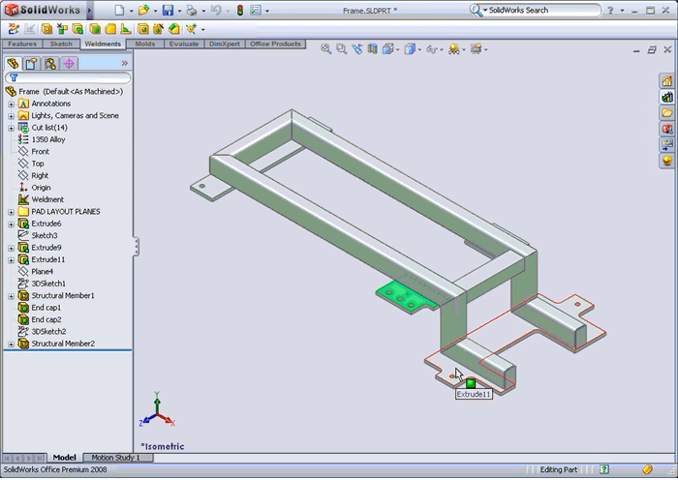 SolidWorks
Frame.SLDPRT *
SolidWorks Search
Features
Sketch
Weldments
Molds
Evaluate
DimXpert
Office Products
Frame (Default<As Machined>)
Annotations
Lights, Cameras and Scene
Cut list(14)
1350 Alloy
Front
Top
Right
Origin
Weldment
PAD LAYOUT PLANES
Extrude6
Sketch3
Extrude9
Extrude11
Plane4
3DSketch1
Structural Member1
End cap1
End cap2
3DSketch2
Structural Member2
Extrude11
Y
X
Z
*Isometric
Model
Motion Study 1
SolidWorks Office Premium 2008
Editing Part